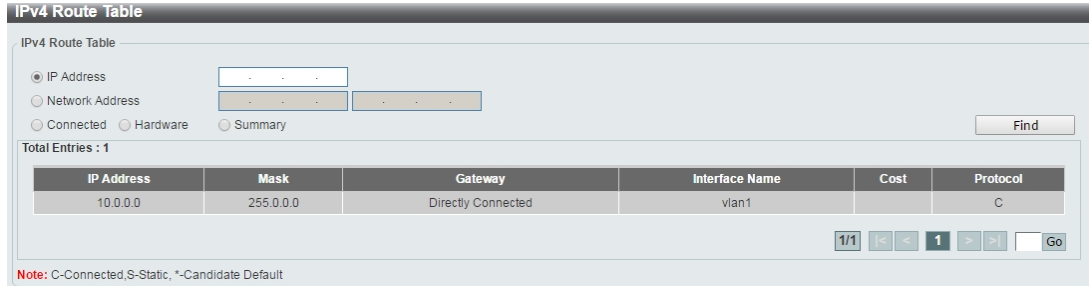 IPv4 Route Table
IPv4 Route Table
IP Address . . .
Network Address . . . . . .
Connected Hardware Summary Find
Total Entries : 1
IP Address Mask Gateway Interface Name Cost Protocol
10.0.0.0 255.0.0.0 Directly Connected vlan1 C
1/1 |< < 1 > >| Go
Note: C-Connected,S-Static, *-Candidate Default